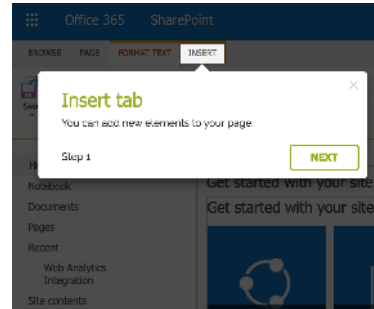 Office 365 SharePoint
BROWSE PAGE FORMAT TEXT INSERT
Insert tab
You can add new elements to your page
Step 1
NEXT
Notebook
Documents
Pages
Recent
Web Analytics
Integration
Site contents
Get started with your site
Get started with your site